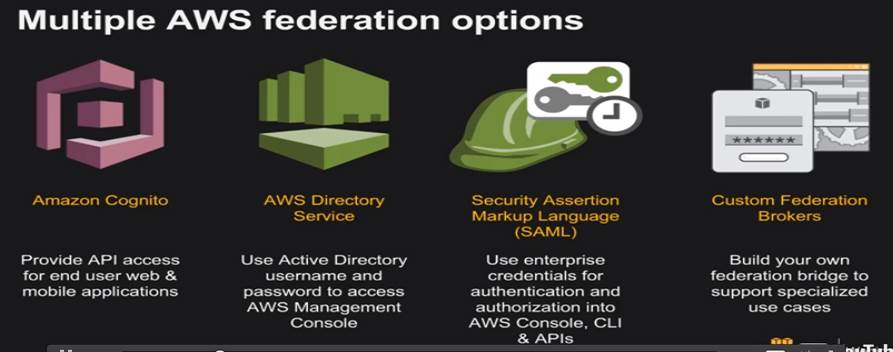 Multiple AWS federation options
Amazon Cognito
Provide API access
for end user web &
mobile applications
AWS Directory
Service
Use Active Directory
username and
password to access
AWS Management
Console
Security Assertion
Markup Language
(SAML)
Use enterprise
credentials for
authentication and
authorization into
AWS Console, CLI
& APIs
Custom Federation
Brokers
******
Build your own
federation bridge to
support specialized
use cases